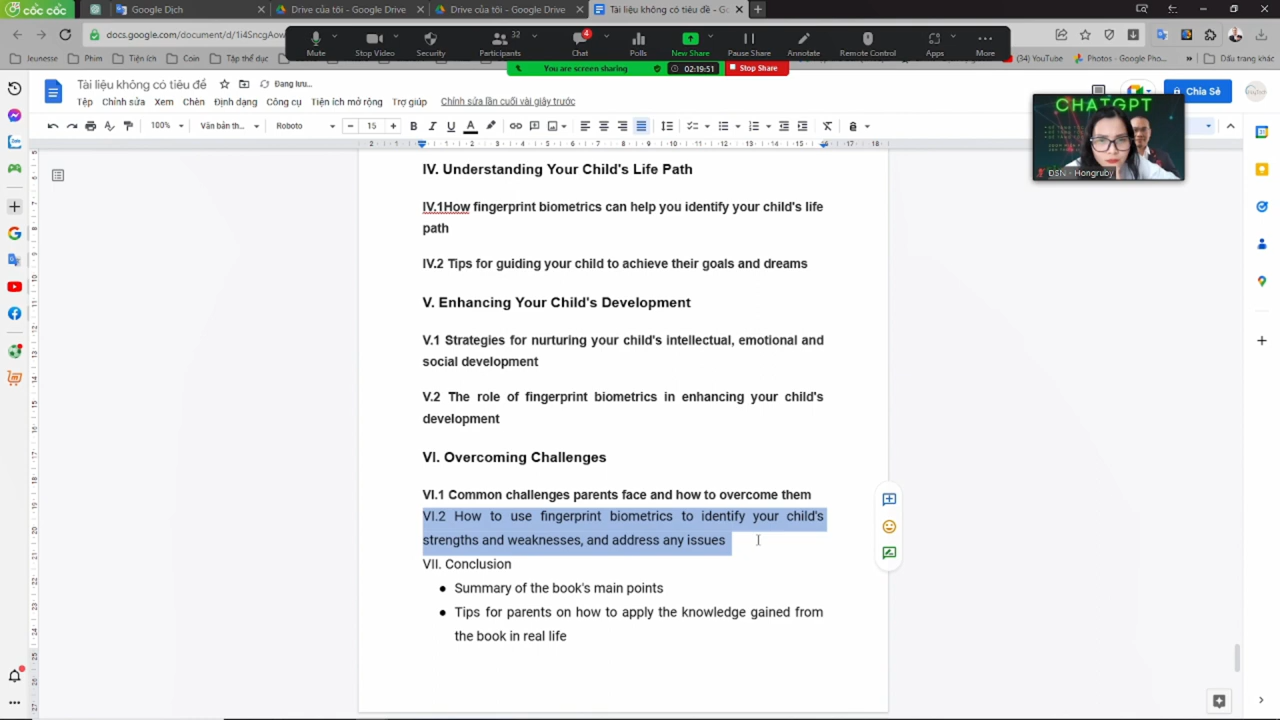 cốc cốc
Google Dịch
Drive của tôi - Google Drive
Drive của tôi - Google Drive
Tài liệu không có tiêu đề - Go
docs.google.com/document/d/1i4SncgAow
Mute
Stop Video
Security
32
Participants
4
Chat
Polls
New Share
Pause Share
Annotate
Remote Control
Apps
More
You are screen sharing
02:19:51
Stop Share
Jeunesse
Phim
Tiện ích
Coin
Tập thể dục
(34) YouTube
Photos - Google Pho...
Dấu trang khác
Tài liệu không có tiêu đề
Đang lưu...
Chia Sẻ
Tệp
Chỉnh sửa
Xem
Chèn
Định dạng
Công cụ
Tiện ích mở rộng
Trợ giúp
Chỉnh sửa lần cuối vài giây trước
100%
Văn bản th...
Roboto
15
CHATGPT
DSN - Hongruby
IV. Understanding Your Child's Life Path
IV.1How fingerprint biometrics can help you identify your child's life
path
IV.2 Tips for guiding your child to achieve their goals and dreams
V. Enhancing Your Child's Development
V.1 Strategies for nurturing your child's intellectual, emotional and
social development
V.2 The role of fingerprint biometrics in enhancing your child's
development
VI. Overcoming Challenges
VI.1 Common challenges parents face and how to overcome them
VI.2 How to use fingerprint biometrics to identify your child's
strengths and weaknesses, and address any issues
VII. Conclusion
● Summary of the book's main points
● Tips for parents on how to apply the knowledge gained from
the book in real life